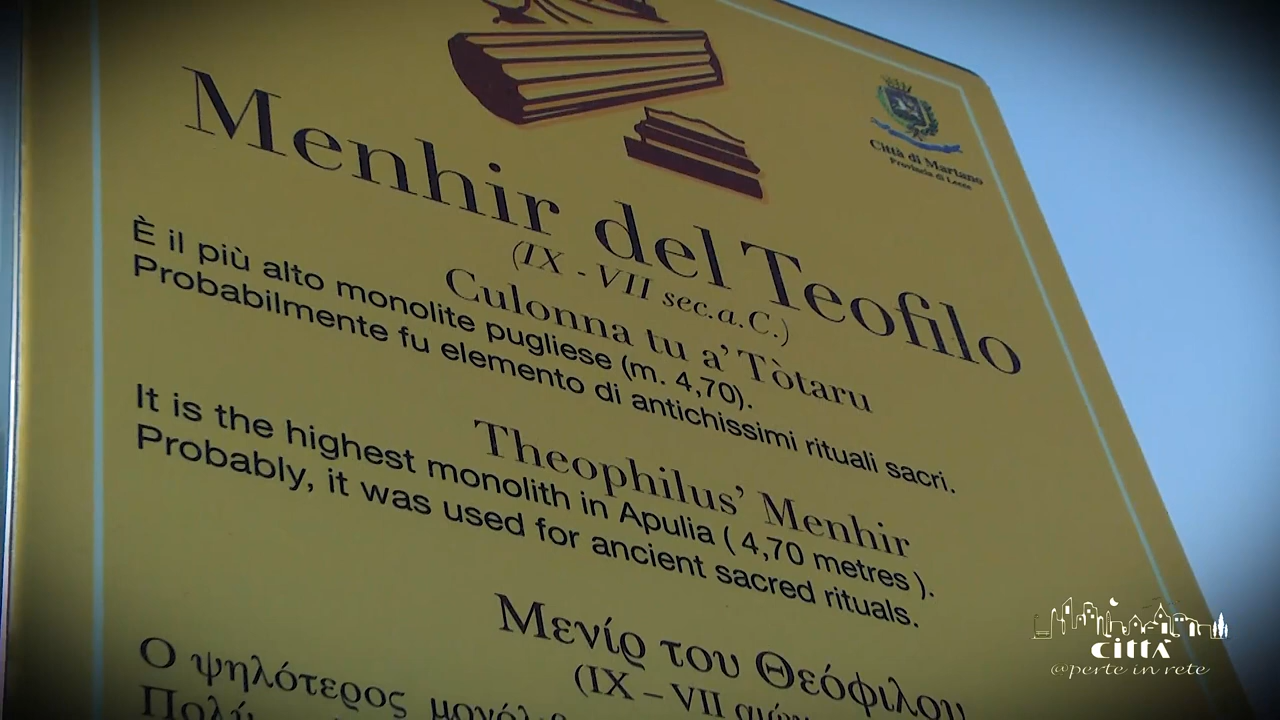 Città di Martano
Provincia di Lecce
Menhir del Teofilo
(IX - VII sec.a.C.)
Culonna tu a' Tòtaru
È il più alto monolite pugliese (m. 4,70).
Probabilmente fu elemento di antichissimi rituali sacri.
Theophilus' Menhir
It is the highest monolith in Apulia ( 4,70 metres ).
Probably, it was used for ancient sacred rituals.
Μενίρ του Θεόφιλου
(IX – VII
Ο ψηλότερος
CITTÀ
@perte in rete